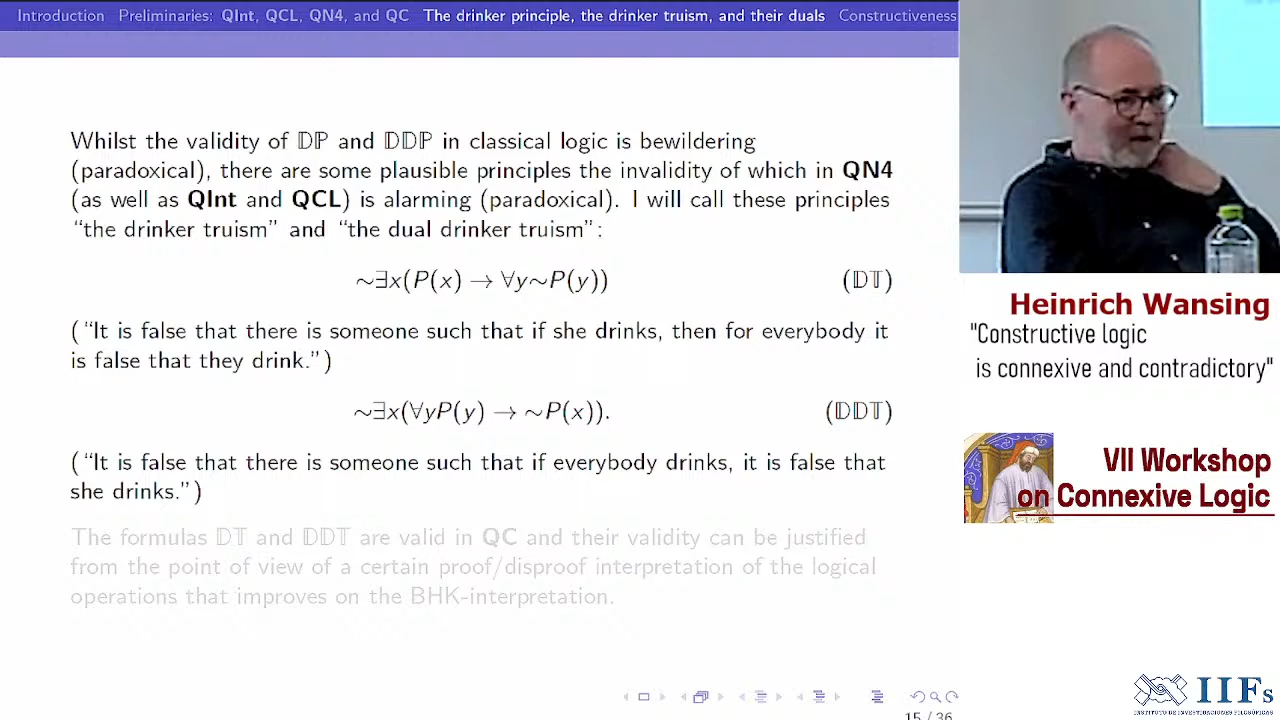 Introduction Preliminaries: QInt, QCL, QN4, and QC The drinker principle, the drinker truism, and their duals Constructiveness
Whilst the validity of 𝔻ℙ and 𝔻𝔻ℙ in classical logic is bewildering
(paradoxical), there are some plausible principles the invalidity of which in QN4
(as well as QInt and QCL) is alarming (paradoxical). I will call these principles
“the drinker truism” and “the dual drinker truism”:
∼∃x(P(x) → ∀y∼P(y)) (𝔻𝕋)
(“It is false that there is someone such that if she drinks, then for everybody it
is false that they drink.”)
∼∃x(∀yP(y) → ∼P(x)). (𝔻𝔻𝕋)
(“It is false that there is someone such that if everybody drinks, it is false that
she drinks.”)
The formulas 𝔻𝕋 and 𝔻𝔻𝕋 are valid in QC and their validity can be justified
from the point of view of a certain proof/disproof interpretation of the logical
operations that improves on the BHK-interpretation.
15 / 36
Heinrich Wansing
"Constructive logic
is connexive and contradictory"
VII Workshop
on Connexive Logic
IIFs
INSTITUTO DE INVESTIGACIONES FILOSÓFICAS